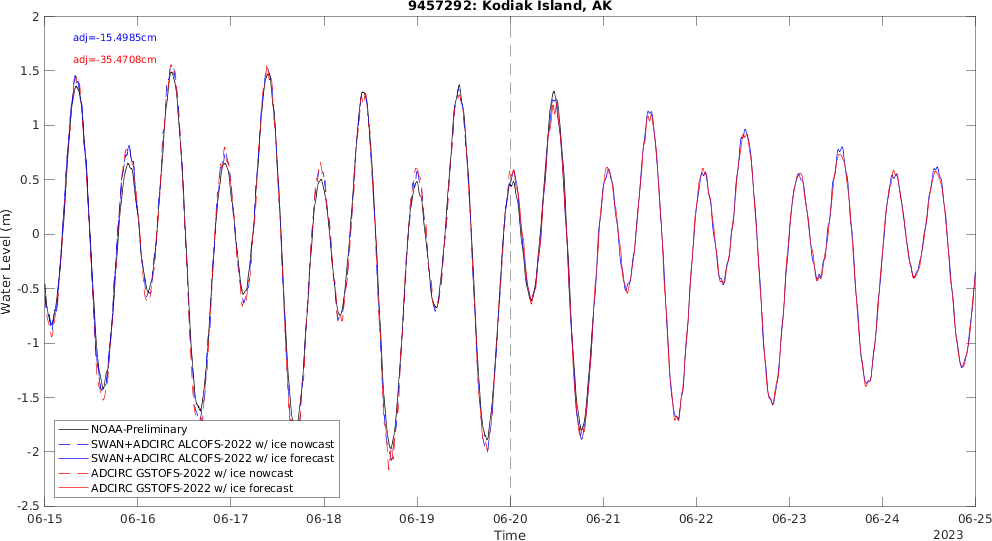 9457292: Kodiak Island, AK
2
adj=-15.4985cm
adj=-35.4708cm
1.5
1
0.5
0
-0.5
-1
-1.5
-2
-2.5
Water Level (m)
NOAA-Preliminary
SWAN+ADCIRC ALCOFS-2022 w/ ice nowcast
SWAN+ADCIRC ALCOFS-2022 w/ ice forecast
ADCIRC GSTOFS-2022 w/ ice nowcast
ADCIRC GSTOFS-2022 w/ ice forecast
06-15 06-16 06-17 06-18 06-19 06-20 06-21 06-22 06-23 06-24 06-25
Time
2023